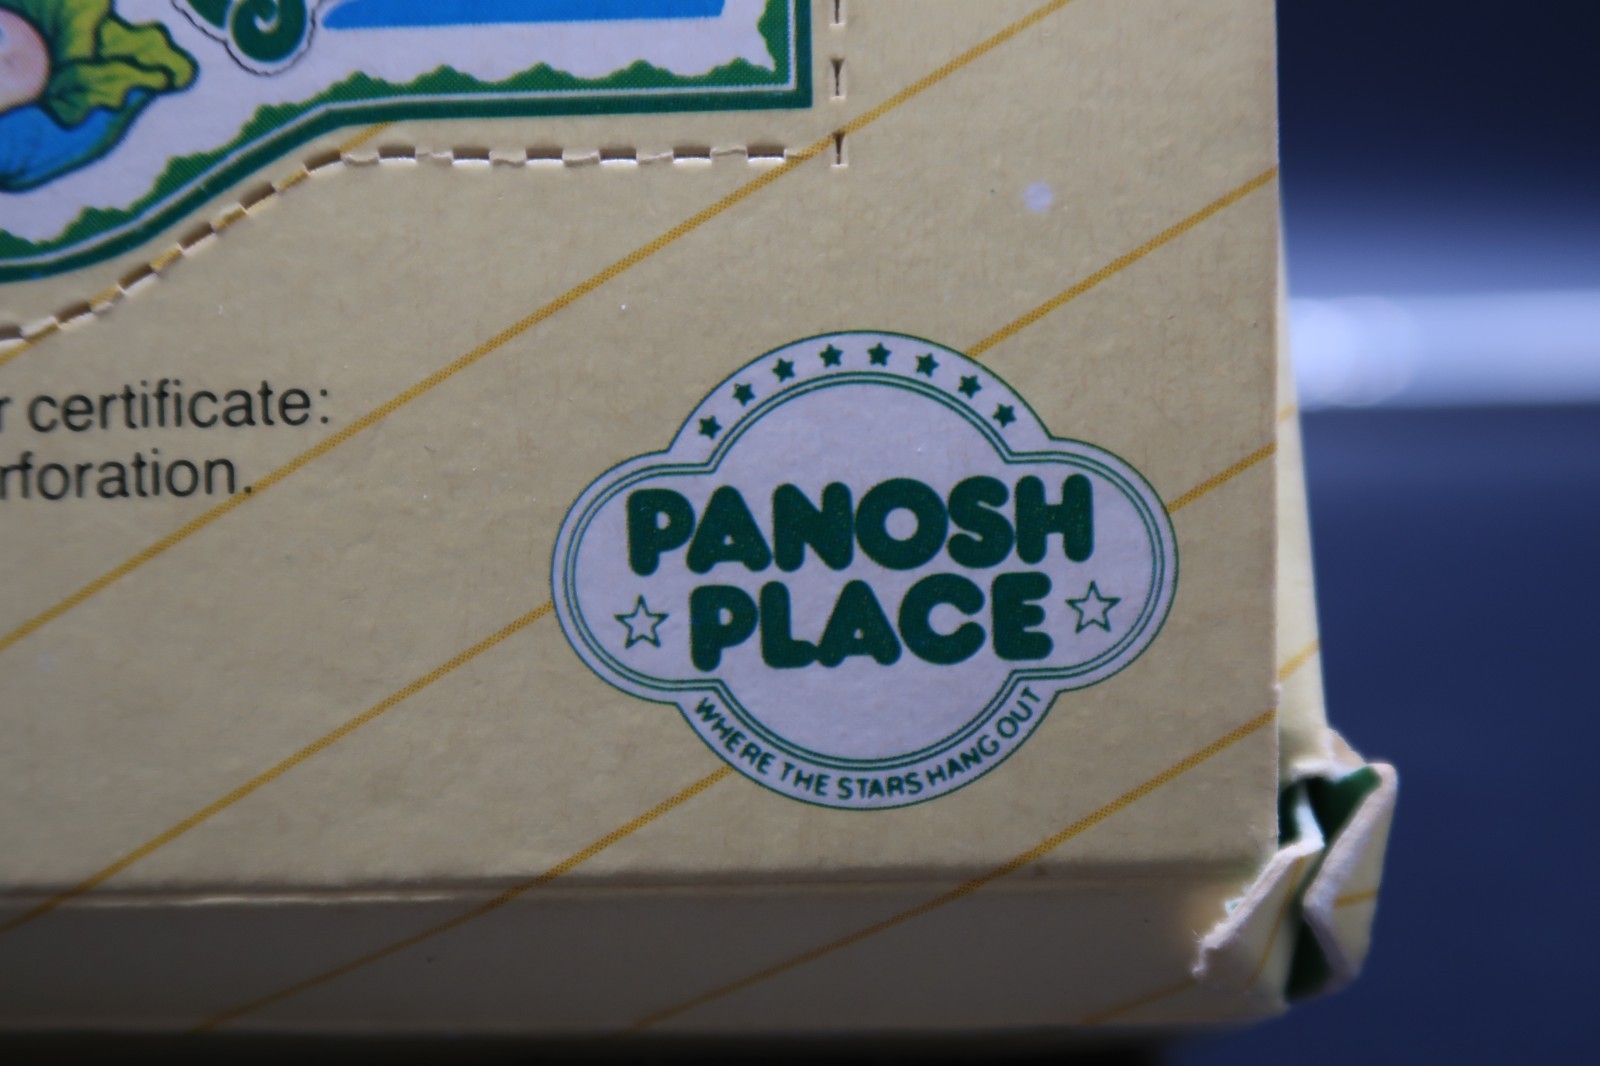 certificate:
rforation.
PANOSH
PLACE
WHERE THE STARS HANG OUT